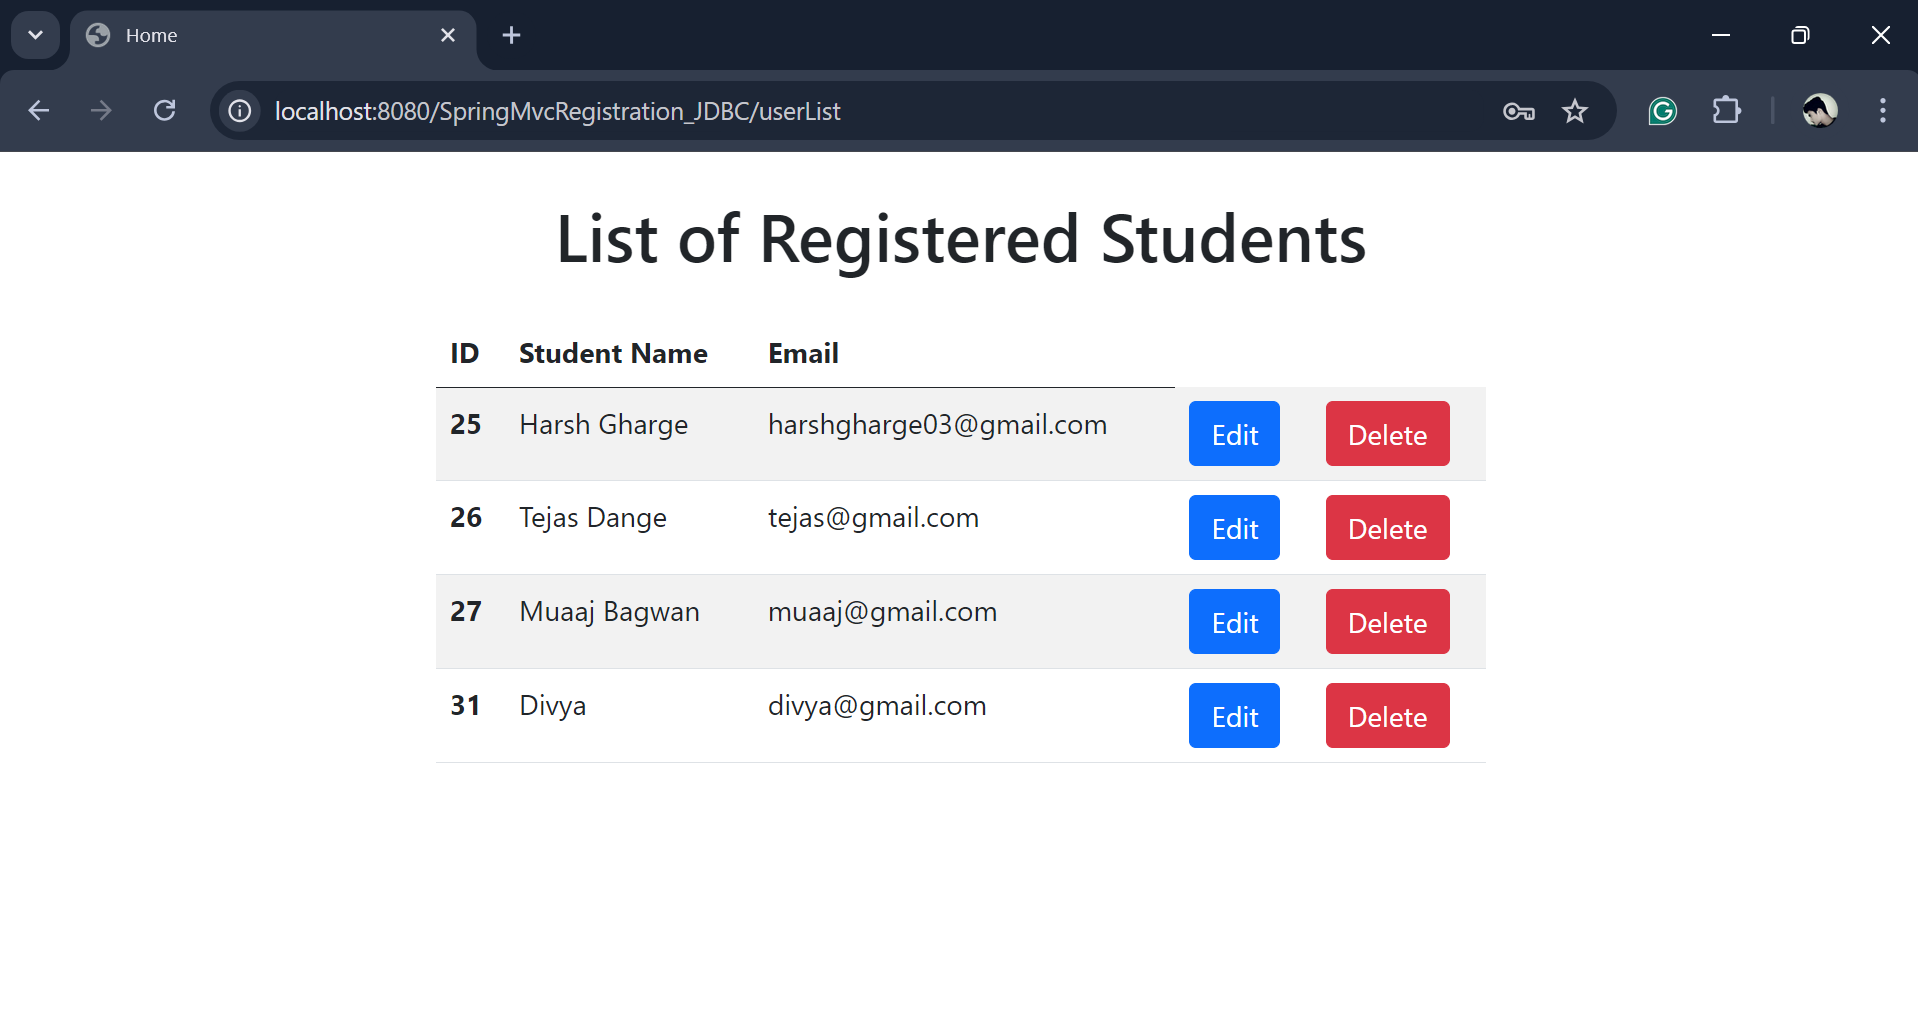 Home
localhost:8080/SpringMvcRegistration_JDBC/userList
List of Registered Students
ID Student Name Email
25 Harsh Gharge harshgharge03@gmail.com Edit Delete
26 Tejas Dange tejas@gmail.com Edit Delete
27 Muaaj Bagwan muaaj@gmail.com Edit Delete
31 Divya divya@gmail.com Edit Delete